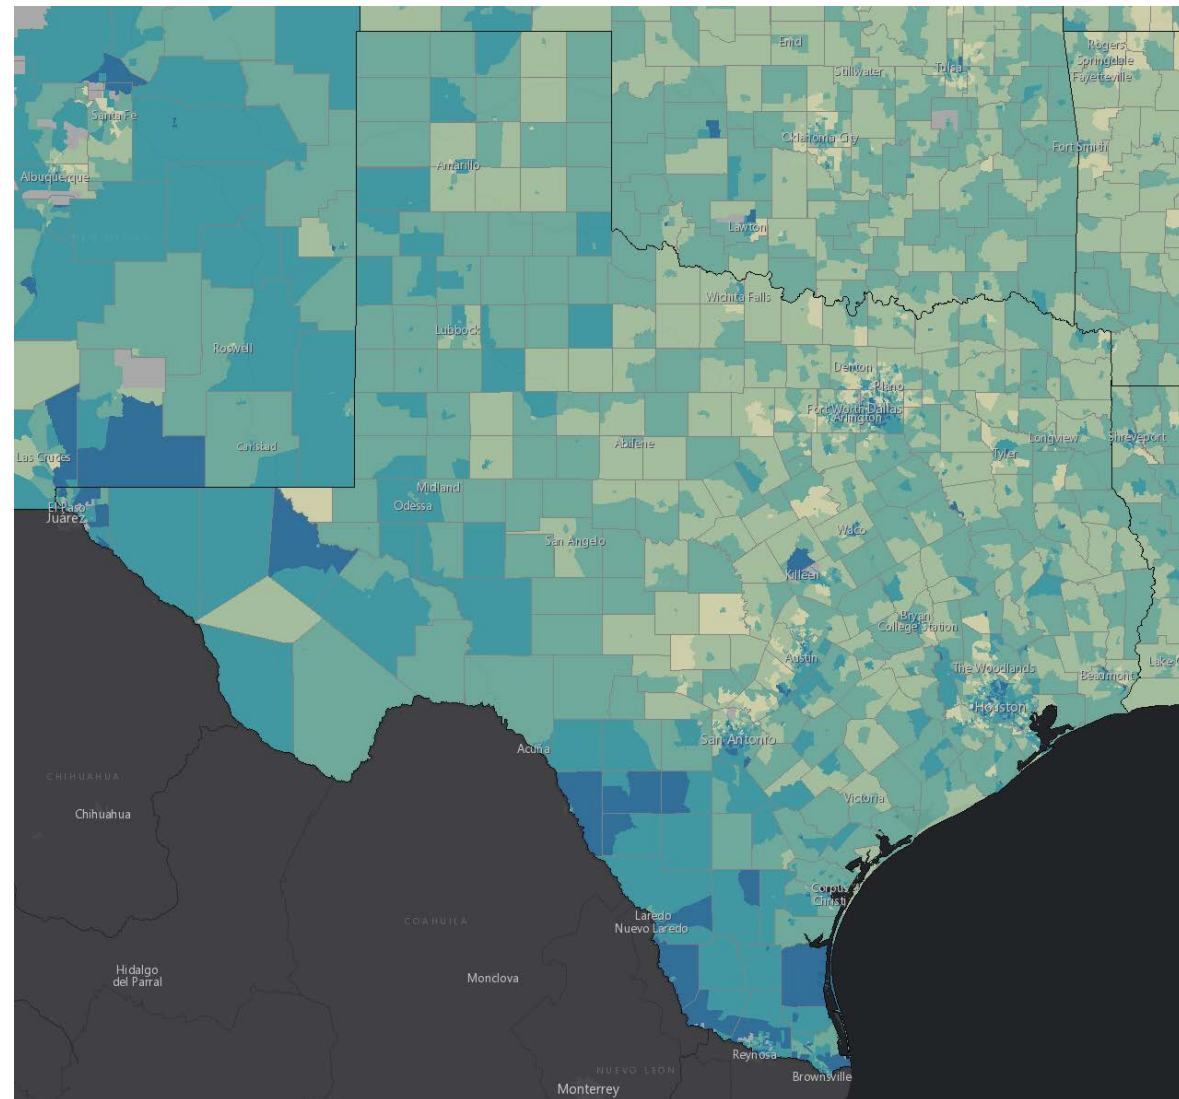 Enid
Stillwater
Tulsa
Rogers
Springdale
Fayetteville
Santa Fe
Oklahoma City
Fort Smith
Albuquerque
Amarillo
Lawton
Wichita Falls
Roswell
Lubbock
Denton
Plano
Fort Worth Dallas
Arlington
Las Cruces
Carlsbad
Abilene
Tyler
Longview
Shreveport
El Paso
Juárez
Midland
Odessa
San Angelo
Waco
Killeen
Bryan
College Station
Austin
The Woodlands
Houston
Beaumont
Lake C
San Antonio
Acuña
CHIHUAHUA
Chihuahua
Victoria
Corpus
Christi
Laredo
Nuevo Laredo
COAHUILA
Hidalgo
del Parral
Monclova
Reynosa
NUEVO LEÓN
Brownsville
Monterrey